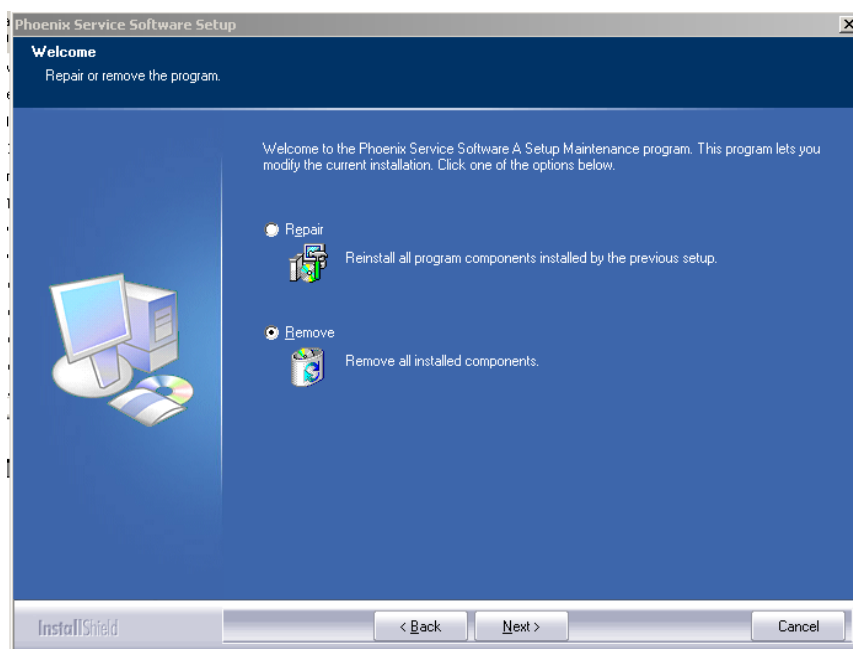 Phoenix Service Software Setup
Welcome
Repair or remove the program.
Welcome to the Phoenix Service Software A Setup Maintenance program. This program lets you
modify the current installation. Click one of the options below.
Repair
Reinstall all program components installed by the previous setup.
Remove
Remove all installed components.
InstallShield
< Back
Next >
Cancel